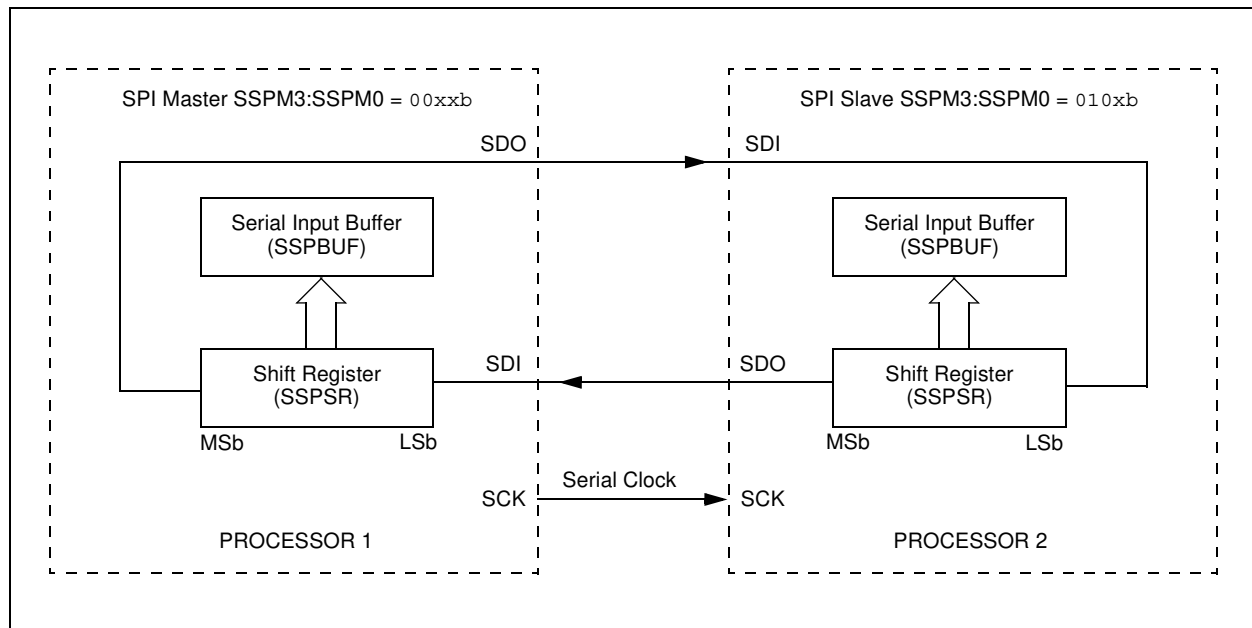 SPI Master SSPM3:SSPM0 = 00xxb
SPI Slave SSPM3:SSPM0 = 010xb
SDO
SDI
Serial Input Buffer
(SSPBUF)
Serial Input Buffer
(SSPBUF)
SDI
SDO
Shift Register
(SSPSR)
Shift Register
(SSPSR)
MSb
LSb
MSb
LSb
Serial Clock
SCK
SCK
PROCESSOR 1
PROCESSOR 2